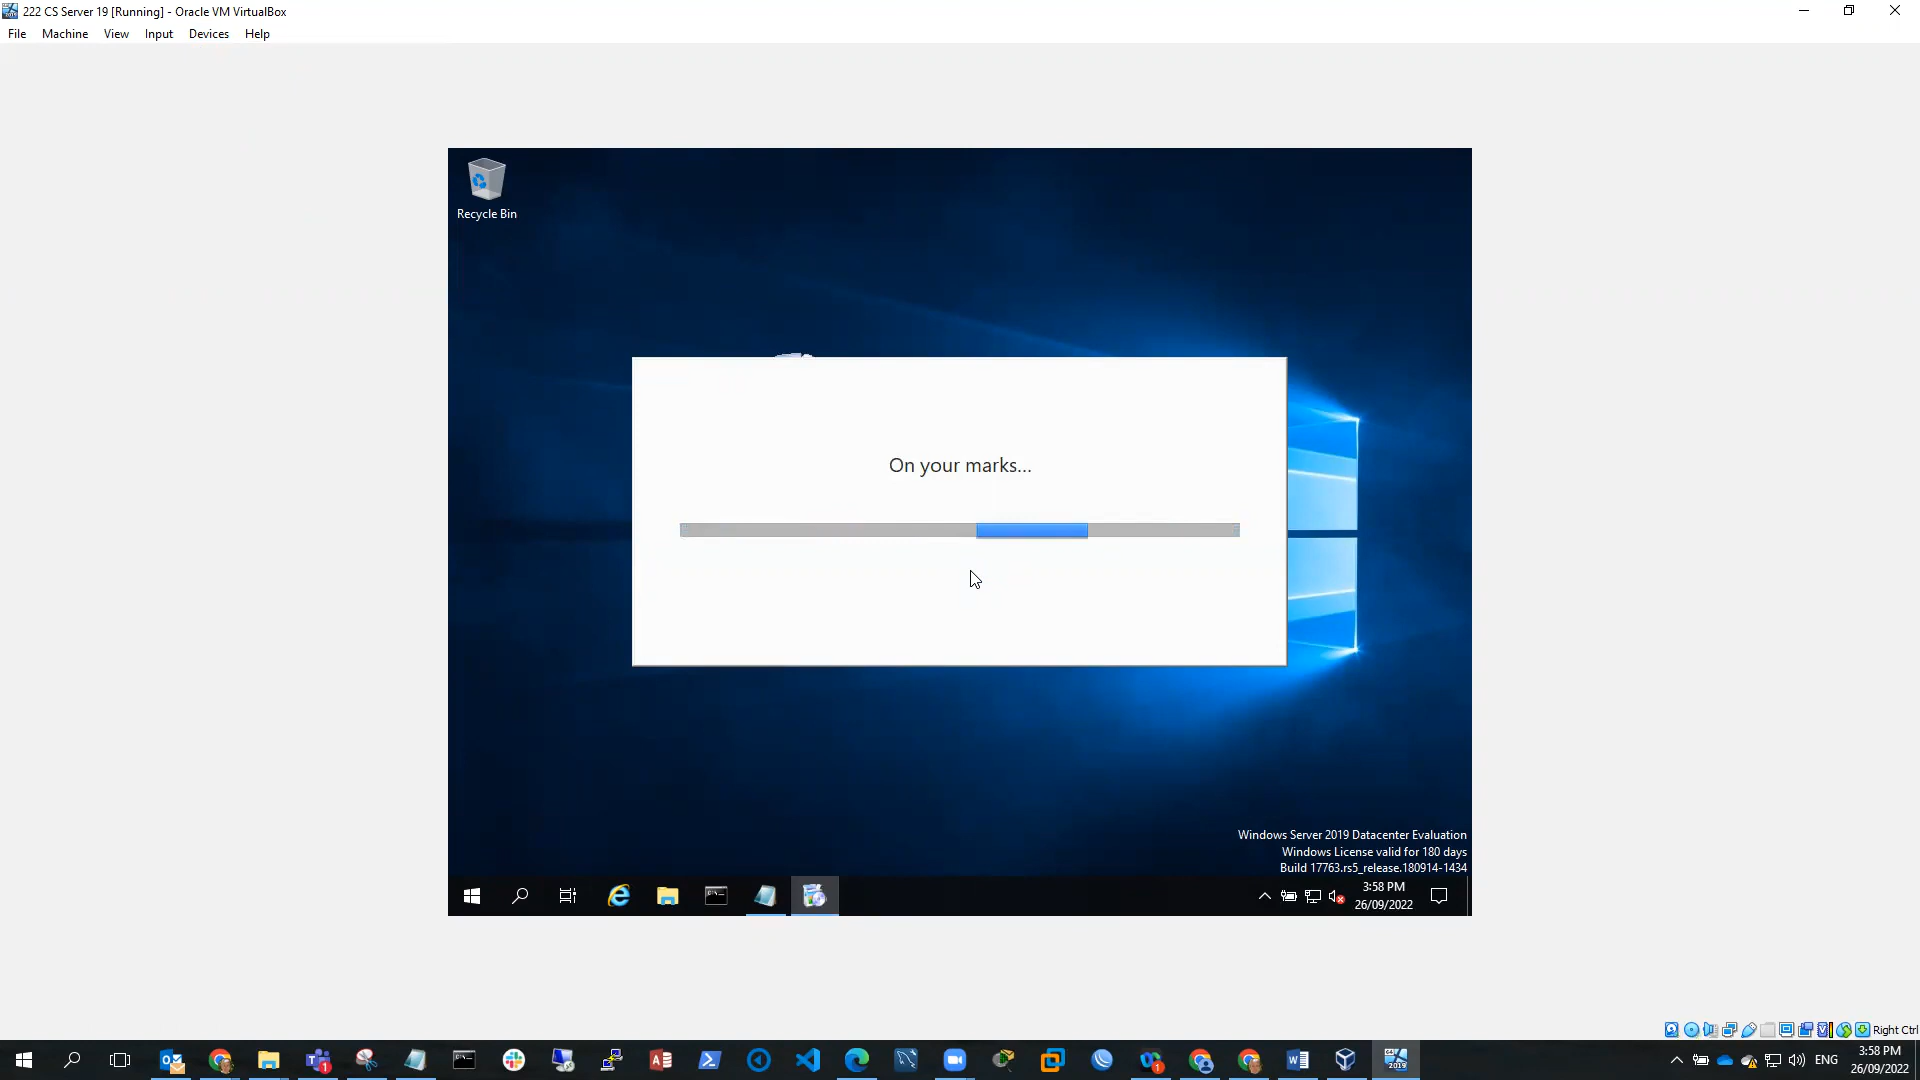 222 CS Server 19 [Running] - Oracle VM VirtualBox
File Machine View Input Devices Help
Recycle Bin
On your marks...
Windows Server 2019 Datacenter Evaluation
Windows License valid for 180 days
Build 17763.rs5_release.180914-1434
3:58 PM
26/09/2022
Right Ctrl
ENG
3:58 PM
26/09/2022